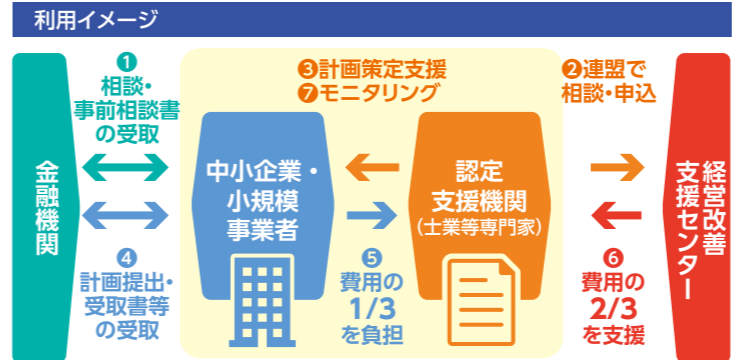 利用イメージ
❶
相談・
事前相談書
の受取
❸計画策定支援
❼モニタリング
❷連盟で
相談・申込
金融機関
中小企業・
小規模
事業者
認定
支援機関
(士業等専門家)
経営改善
支援センター
❹
計画提出・
受取書等
の受取
❺
費用の
1/3
を負担
❻
費用の
2/3
を支援